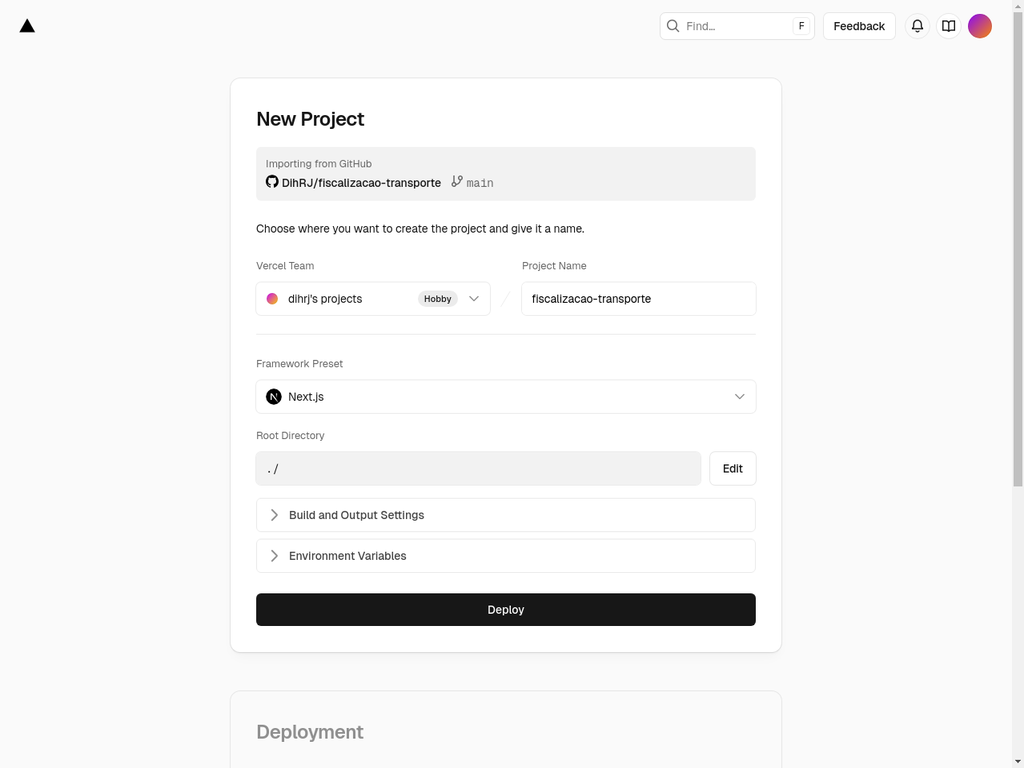 Find...
F
Feedback
New Project
Importing from GitHub
DihRJ/fiscalizacao-transporte main
Choose where you want to create the project and give it a name.
Vercel Team
Project Name
dihrj's projects Hobby
fiscalizacao-transporte
Framework Preset
Next.js
Root Directory
./
Edit
Build and Output Settings
Environment Variables
Deploy
Deployment